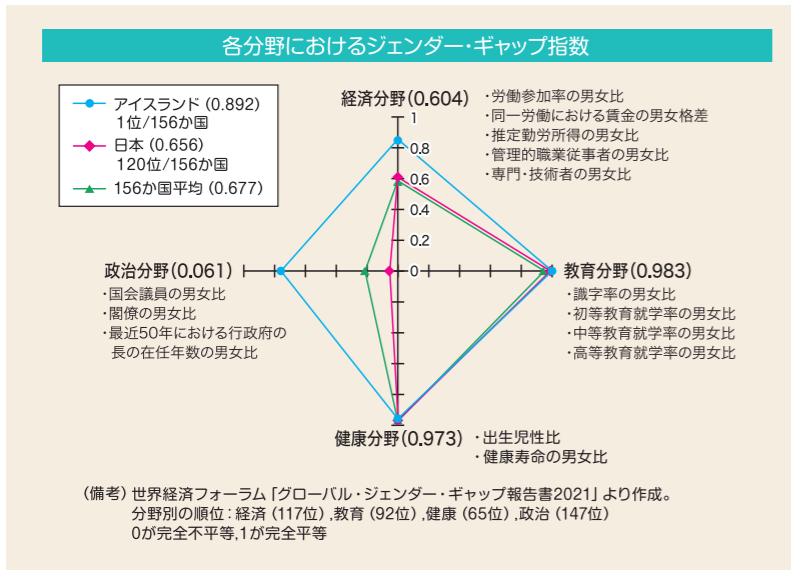 各分野におけるジェンダー・ギャップ指数
アイスランド (0.892)
1位/156か国
日本 (0.656)
120位/156か国
156か国平均 (0.677)
経済分野(0.604)
・労働参加率の男女比
・同一労働における賃金の男女格差
・推定勤労所得の男女比
・管理的職業従事者の男女比
・専門・技術者の男女比
1
0.8
0.6
0.4
0.2
0
政治分野(0.061)
・国会議員の男女比
・閣僚の男女比
・最近50年における行政府の
長の在任年数の男女比
教育分野(0.983)
・識字率の男女比
・初等教育就学率の男女比
・中等教育就学率の男女比
・高等教育就学率の男女比
健康分野(0.973)
・出生児性比
・健康寿命の男女比
(備考) 世界経済フォーラム「グローバル・ジェンダー・ギャップ報告書2021」より作成。
分野別の順位：経済 (117位) ,教育 (92位) ,健康 (65位) ,政治 (147位)
0が完全不平等,1が完全平等